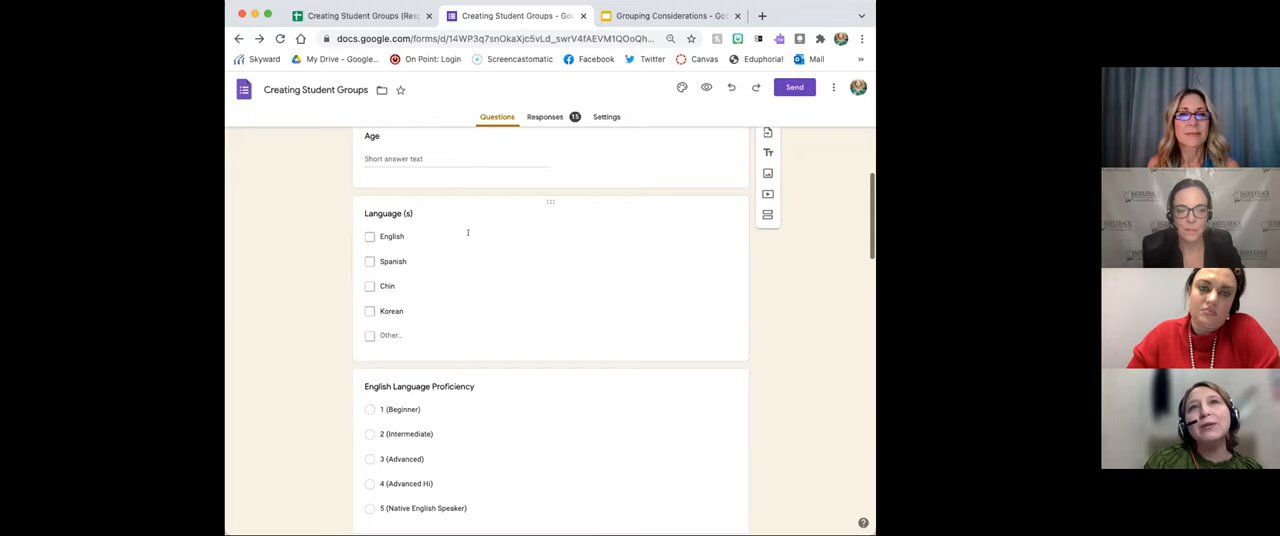 Creating Student Groups (Res
Creating Student Groups - Go
Grouping Considerations - Go
docs.google.com/forms/d/14WP3q7snOkaXjc5vLd_swrV4fAEVM1QOoQh...
Skyward
My Drive - Google...
On Point: Login
Screencastomatic
Facebook
Twitter
Canvas
Eduphoria!
Mail
»
Creating Student Groups
Send
Questions
Responses 15
Settings
Age
Short answer text
Language (s)
English
Spanish
Chin
Korean
Other...
English Language Proficiency
1 (Beginner)
2 (Intermediate)
3 (Advanced)
4 (Advanced Hi)
5 (Native English Speaker)